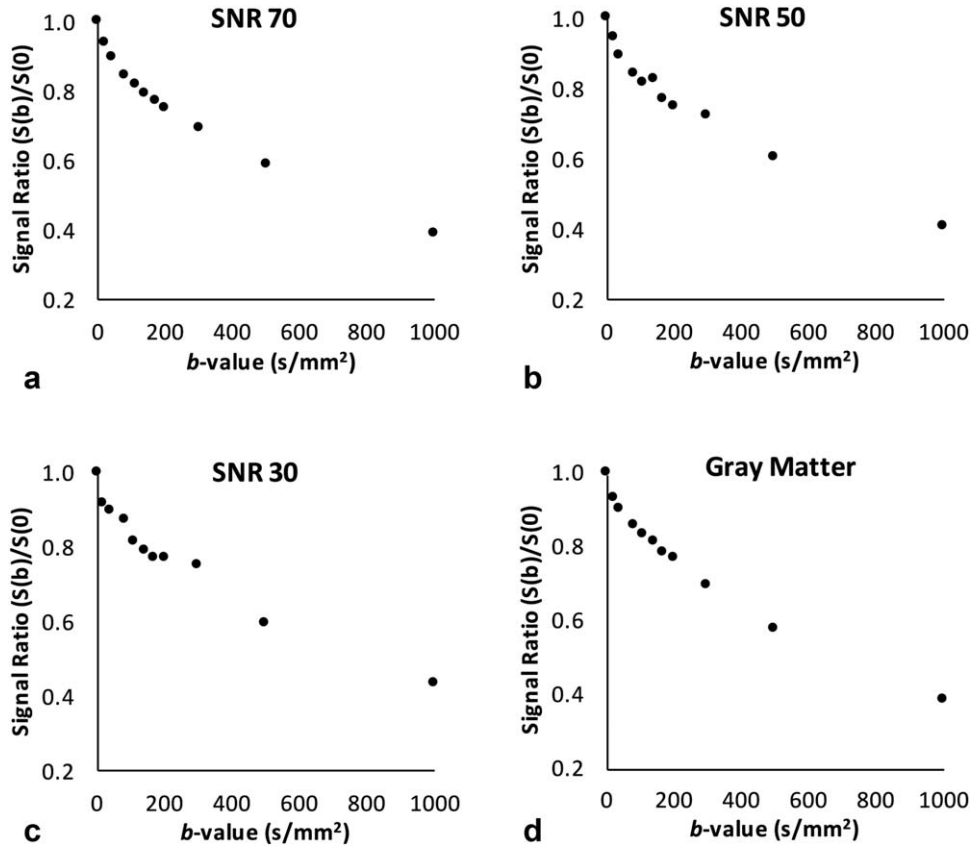 SNR 70
Signal Ratio (S(b)/S(0)
1.0
0.8
0.6
0.4
0.2
0 200 400 600 800 1000
b-value (s/mm²)
a
SNR 50
Signal Ratio (S(b)/S(0)
1.0
0.8
0.6
0.4
0.2
0 200 400 600 800 1000
b-value (s/mm²)
b
SNR 30
Signal Ratio (S(b)/S(0)
1.0
0.8
0.6
0.4
0.2
0 200 400 600 800 1000
b-value (s/mm²)
c
Gray Matter
Signal Ratio (S(b)/S(0)
1.0
0.8
0.6
0.4
0.2
0 200 400 600 800 1000
b-value (s/mm²)
d